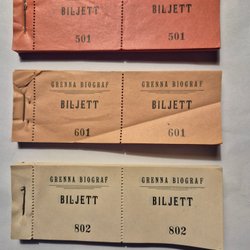 BILJETT BILJETT
501 501
GRENNA BIOGRAF GRENNA BIOGRAF
BILJETT BILJETT
601 601
GRENNA BIOGRAF GRENNA BIOGRAF
BILJETT BILJETT
802 802